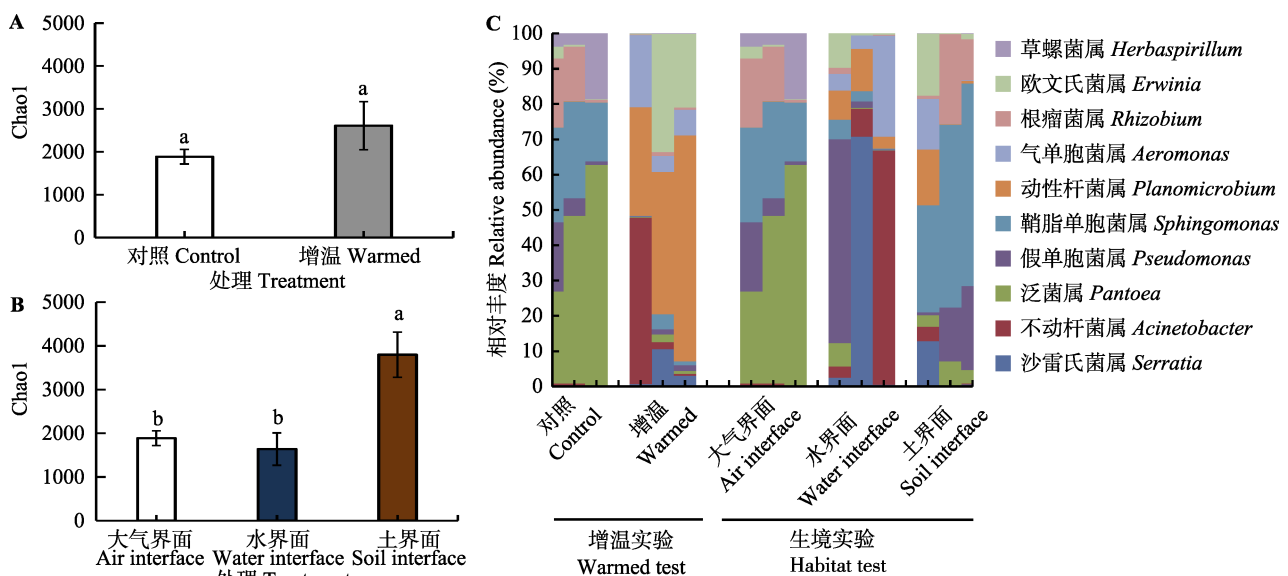 A
5000
4000
3000
2000
1000
0
Chao1
a
a
对照 Control
增温 Warmed
处理 Treatment
B
5000
4000
3000
2000
1000
0
Chao1
b
b
a
大气界面
Air interface
水界面
Water interface
土界面
Soil interface
处理 Treatment
C
100
90
80
70
60
50
40
30
20
10
0
相对丰度 Relative abundance (%)
对照
Control
增温
Warmed
大气界面
Air interface
水界面
Water interface
土界面
Soil interface
增温实验
Warmed test
生境实验
Habitat test
草螺菌属 Herbaspirillum
欧文氏菌属 Erwinia
根瘤菌属 Rhizobium
气单胞菌属 Aeromonas
动性杆菌属 Planomicrobium
鞘脂单胞菌属 Sphingomonas
假单胞菌属 Pseudomonas
泛菌属 Pantoea
不动杆菌属 Acinetobacter
沙雷氏菌属 Serratia